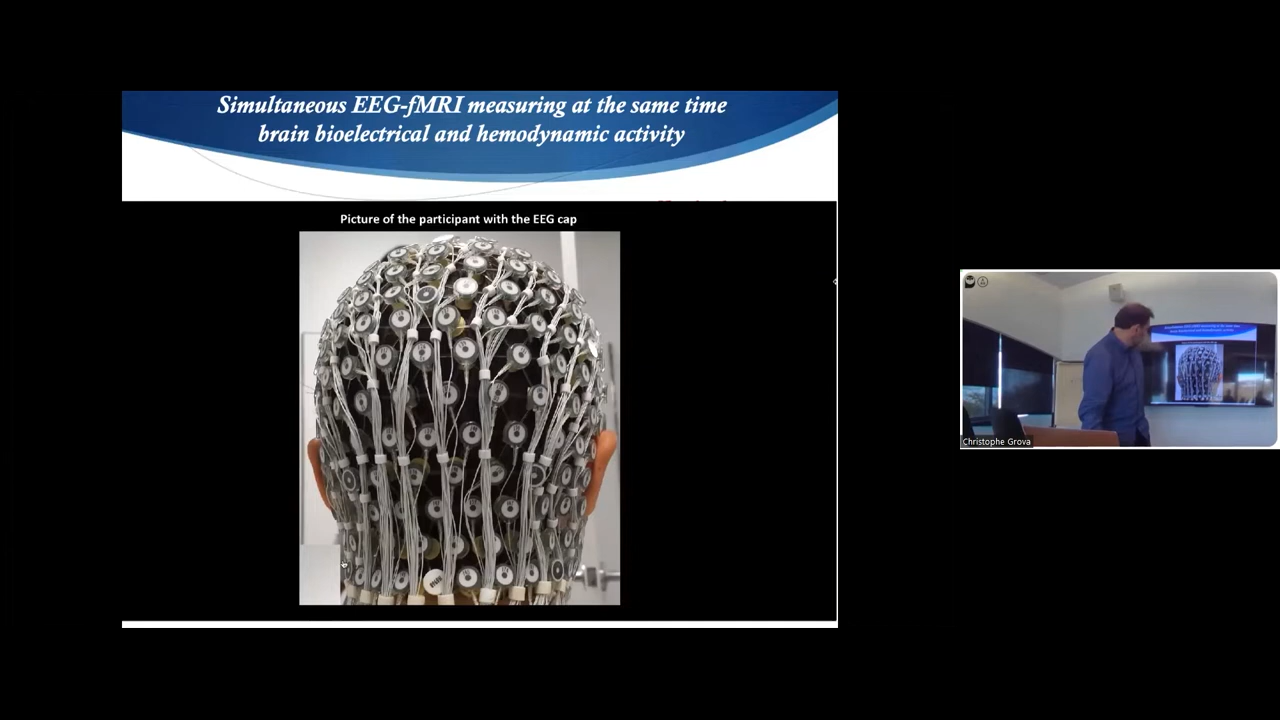 Simultaneous EEG-fMRI measuring at the same time
brain bioelectrical and hemodynamic activity
Picture of the participant with the EEG cap
Christophe Grova